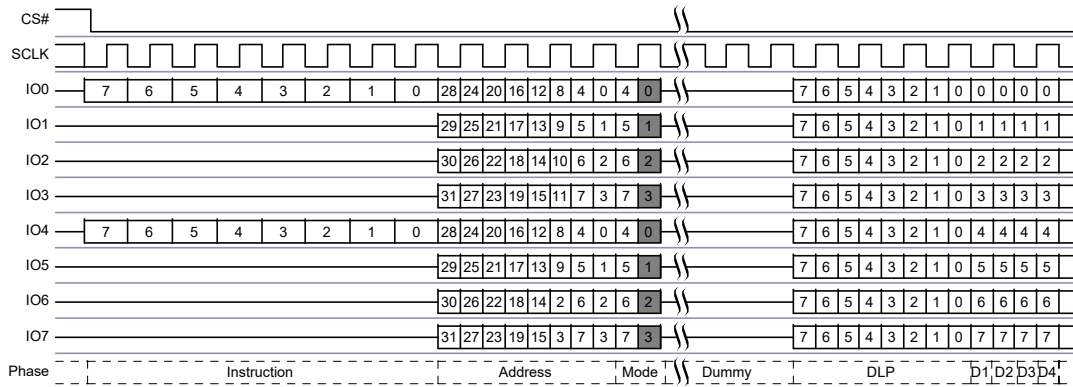 CS#
SCLK
IO0 7 6 5 4 3 2 1 0 28 24 20 16 12 8 4 0 4 0 7 6 5 4 3 2 1 0 0 0 0 0
IO1 29 25 21 17 13 9 5 1 5 1 7 6 5 4 3 2 1 0 1 1 1 1
IO2 30 26 22 18 14 10 6 2 6 2 7 6 5 4 3 2 1 0 2 2 2 2
IO3 31 27 23 19 15 11 7 3 7 3 7 6 5 4 3 2 1 0 3 3 3 3
IO4 7 6 5 4 3 2 1 0 28 24 20 16 12 8 4 0 4 0 7 6 5 4 3 2 1 0 4 4 4 4
IO5 29 25 21 17 13 9 5 1 5 1 7 6 5 4 3 2 1 0 5 5 5 5
IO6 30 26 22 18 14 2 6 2 6 2 7 6 5 4 3 2 1 0 6 6 6 6
IO7 31 27 23 19 15 3 7 3 7 3 7 6 5 4 3 2 1 0 7 7 7 7
Phase Instruction Address Mode Dummy DLP D1 D2 D3 D4